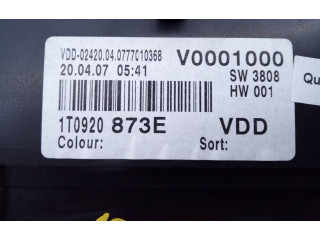 VDD-02420.04.0777C10368 V0001000
20.04.07 05:41 SW 3808
HW 001
1T0920 873E VDD
Colour: Sort:
Qu